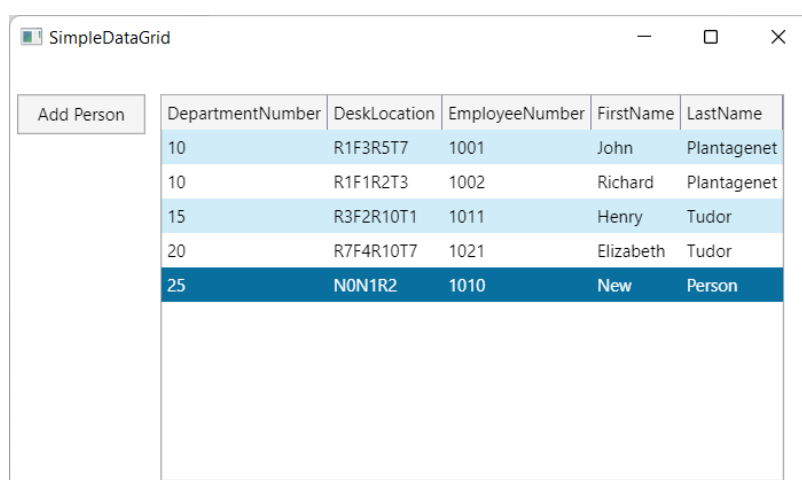 SimpleDataGrid
Add Person
DepartmentNumber DeskLocation EmployeeNumber FirstName LastName
10 R1F3R5T7 1001 John Plantagenet
10 R1F1R2T3 1002 Richard Plantagenet
15 R3F2R10T1 1011 Henry Tudor
20 R7F4R10T7 1021 Elizabeth Tudor
25 N0N1R2 1010 New Person